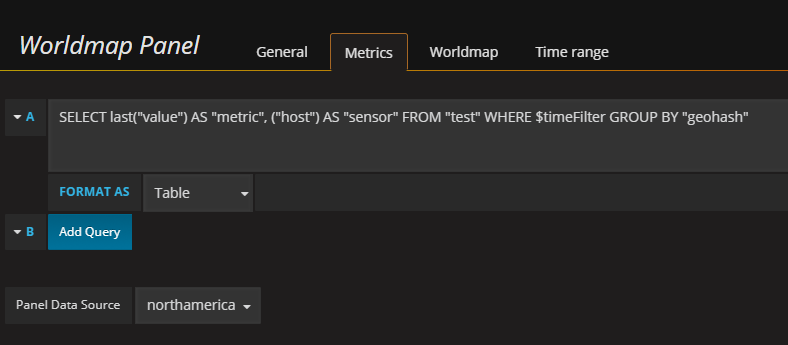 Worldmap Panel General Metrics Worldmap Time range
A SELECT last("value") AS "metric", ("host") AS "sensor" FROM "test" WHERE $timeFilter GROUP BY "geohash"
FORMAT AS Table
B Add Query
Panel Data Source northamerica